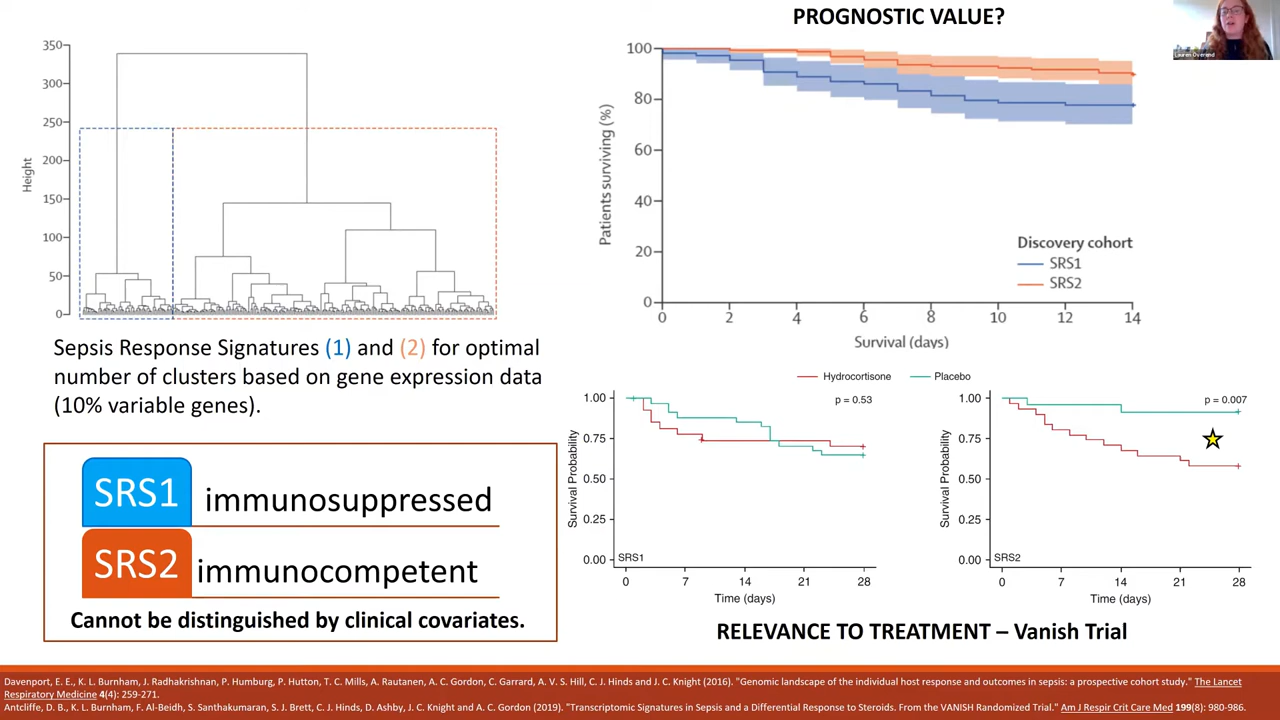 PROGNOSTIC VALUE?
Lauren Overend
350
300
250
200
150
100
50
0
Height
100
80
60
40
20
0
Patients surviving (%)
Discovery cohort
SRS1
SRS2
0 2 4 6 8 10 12 14
Survival (days)
Sepsis Response Signatures (1) and (2) for optimal
number of clusters based on gene expression data
(10% variable genes).
SRS1 immunosuppressed
SRS2 immunocompetent
Cannot be distinguished by clinical covariates.
Hydrocortisone Placebo
1.00
0.75
0.50
0.25
0.00
Survival Probability
p = 0.53
SRS1
0 7 14 21 28
Time (days)
1.00
0.75
0.50
0.25
0.00
Survival Probability
p = 0.007
SRS2
0 7 14 21 28
Time (days)
RELEVANCE TO TREATMENT – Vanish Trial
Davenport, E. E., K. L. Burnham, J. Radhakrishnan, P. Humburg, P. Hutton, T. C. Mills, A. Rautanen, A. C. Gordon, C. Garrard, A. V. S. Hill, C. J. Hinds and J. C. Knight (2016). "Genomic landscape of the individual host response and outcomes in sepsis: a prospective cohort study." The Lancet
Respiratory Medicine 4(4): 259-271.
Antcliffe, D. B., K. L. Burnham, F. Al-Beidh, S. Santhakumaran, S. J. Brett, C. J. Hinds, D. Ashby, J. C. Knight and A. C. Gordon (2019). "Transcriptomic Signatures in Sepsis and a Differential Response to Steroids. From the VANISH Randomized Trial." Am J Respir Crit Care Med 199(8): 980-986.